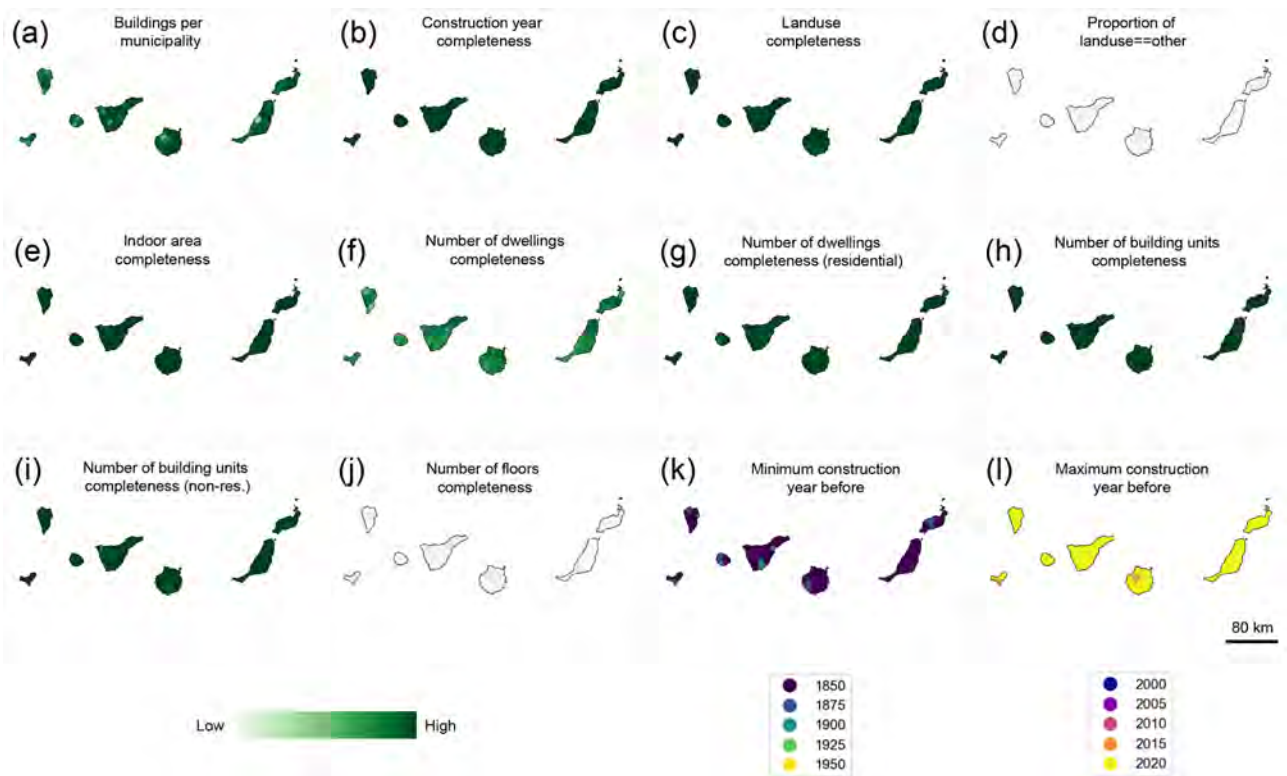 (a) Buildings per
municipality
(b) Construction year
completeness
(c) Landuse
completeness
(d) Proportion of
landuse==other
(e) Indoor area
completeness
(f) Number of dwellings
completeness
(g) Number of dwellings
completeness (residential)
(h) Number of building units
completeness
(i) Number of building units
completeness (non-res.)
(j) Number of floors
completeness
(k) Minimum construction
year before
(l) Maximum construction
year before
80 km
Low High
1850
1875
1900
1925
1950
2000
2005
2010
2015
2020